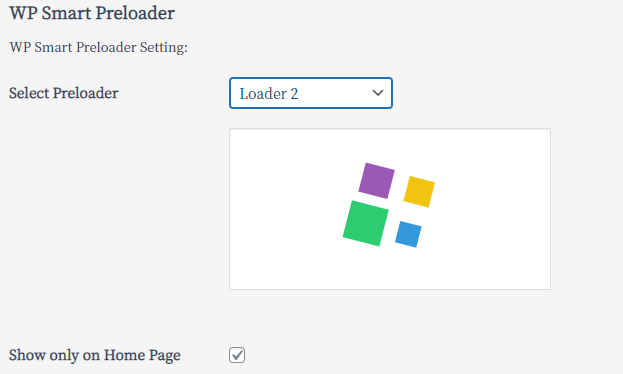 WP Smart Preloader
WP Smart Preloader Setting:
Select Preloader
Loader 2
Show only on Home Page